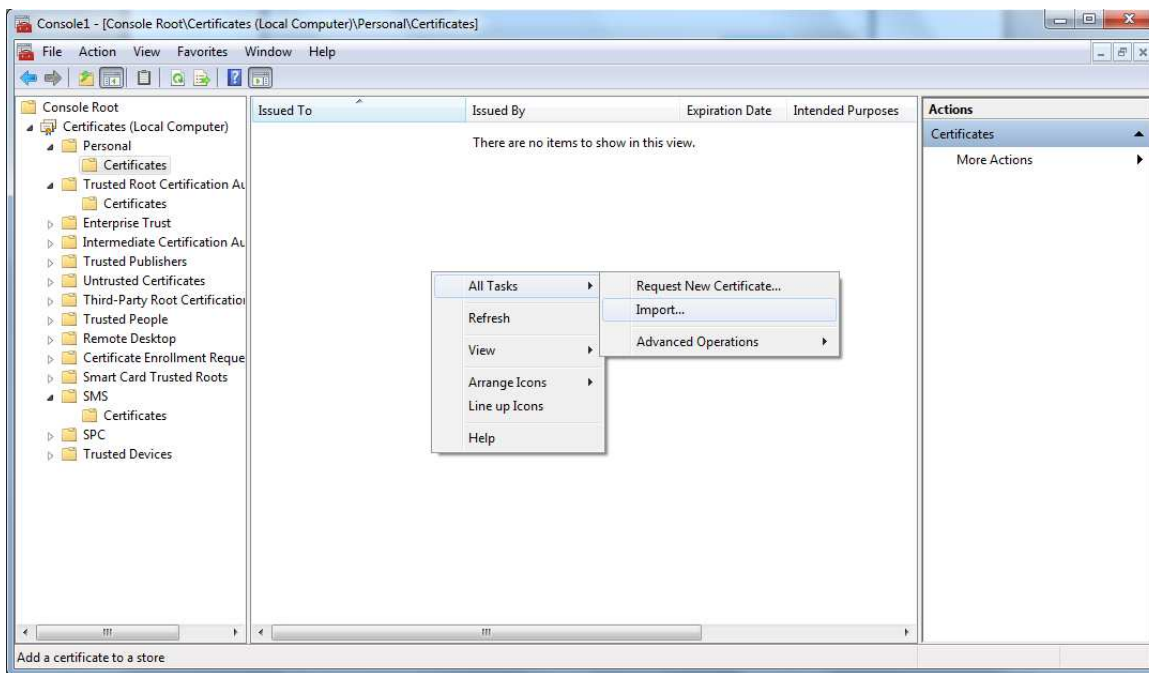 Console1 - [Console Root\Certificates (Local Computer)\Personal\Certificates]
File Action View Favorites Window Help
Console Root
Certificates (Local Computer)
Personal
Certificates
Trusted Root Certification Au
Certificates
Enterprise Trust
Intermediate Certification Au
Trusted Publishers
Untrusted Certificates
Third-Party Root Certification
Trusted People
Remote Desktop
Certificate Enrollment Reque
Smart Card Trusted Roots
SMS
Certificates
SPC
Trusted Devices
Issued To Issued By Expiration Date Intended Purposes
There are no items to show in this view.
All Tasks
Refresh
View
Arrange Icons
Line up Icons
Help
Request New Certificate...
Import...
Advanced Operations
Actions
Certificates
More Actions
Add a certificate to a store